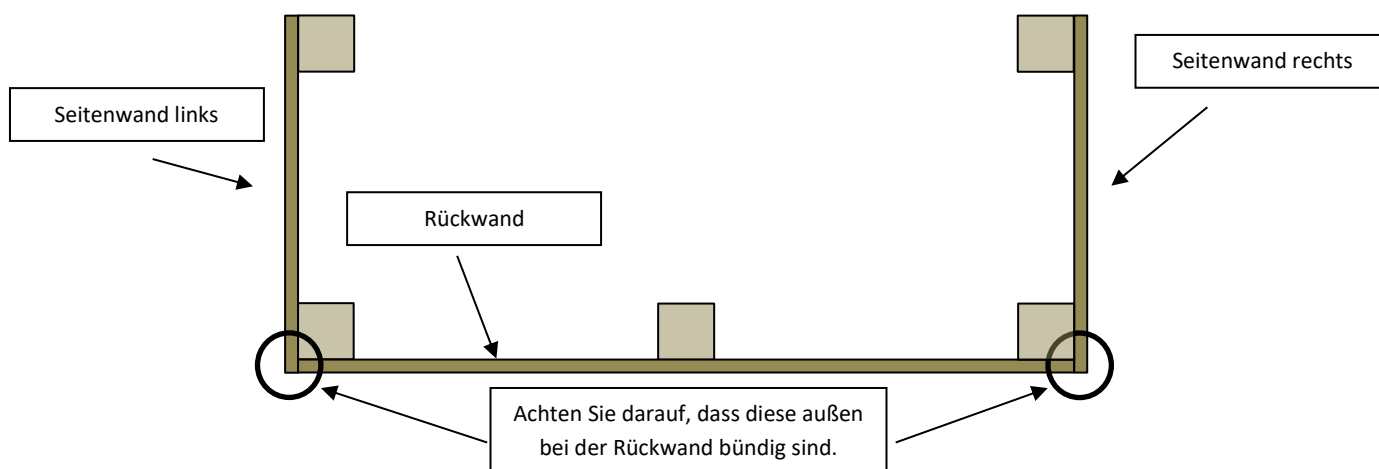 Seitenwand rechts
Seitenwand links
Rückwand
Achten Sie darauf, dass diese außen
bei der Rückwand bündig sind.